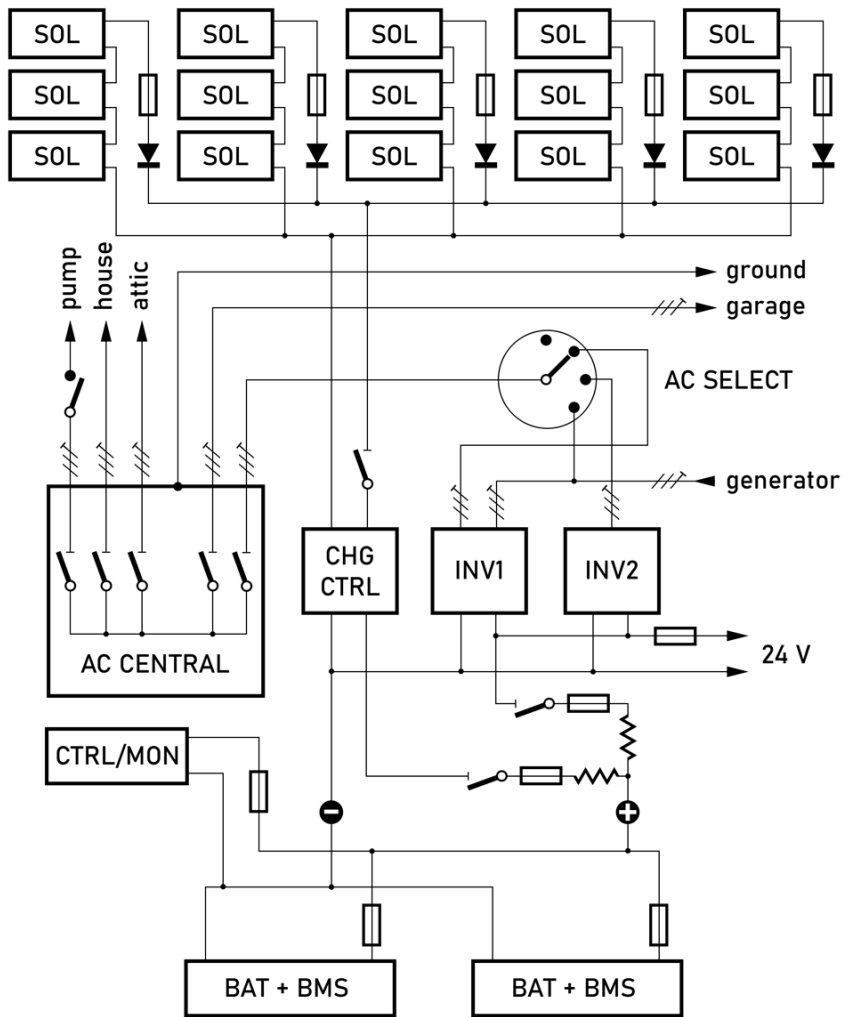 SOL SOL SOL SOL SOL
SOL SOL SOL SOL SOL
SOL SOL SOL SOL SOL
pump
house
attic
ground
garage
AC SELECT
generator
CHG
CTRL
INV1
INV2
AC CENTRAL
24 V
CTRL/MON
-
+
BAT + BMS
BAT + BMS